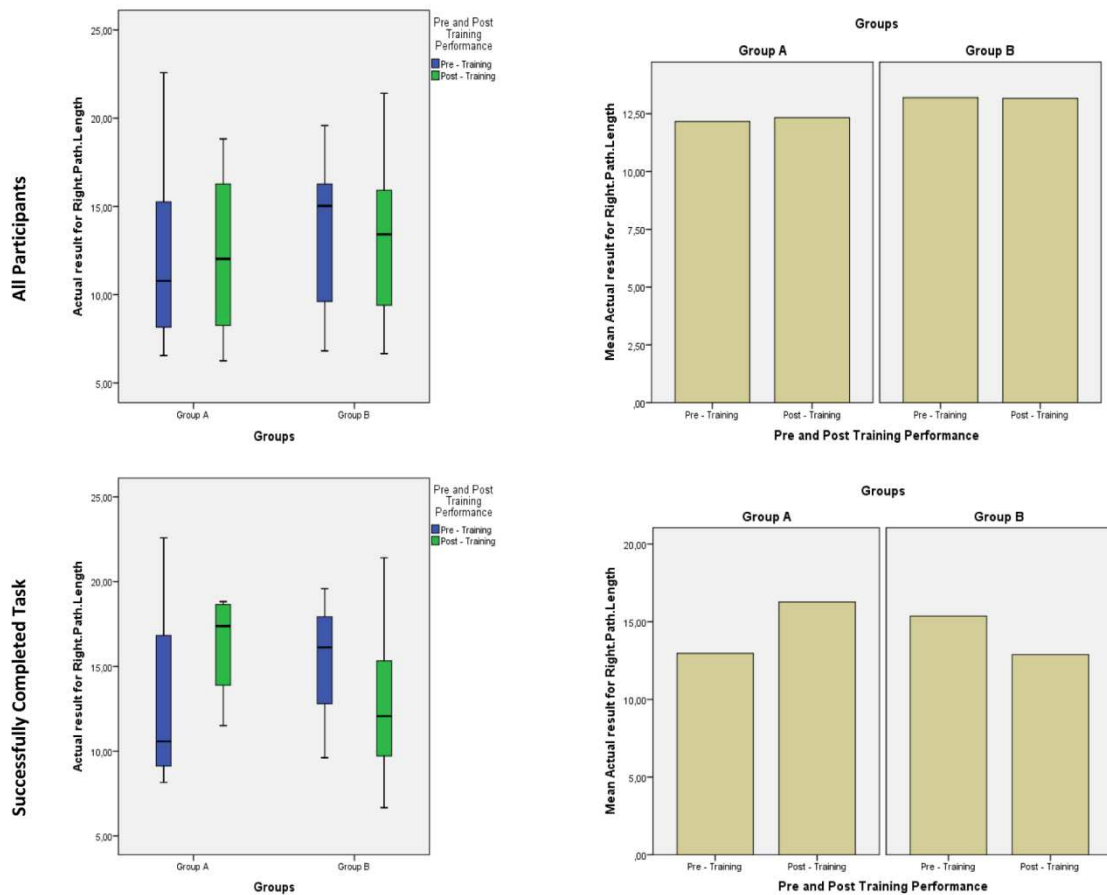 All Participants
Actual result for Right.Path.Length
25,00
20,00
15,00
10,00
5,00
Group A
Group B
Groups
Pre and Post
Training
Performance
Pre - Training
Post - Training
Groups
Group A
Group B
Mean Actual result for Right.Path.Length
12,50
10,00
7,50
5,00
2,50
,00
Pre - Training
Post - Training
Pre - Training
Post - Training
Pre and Post Training Performance
Successfully Completed Task
Actual result for Right.Path.Length
25,00
20,00
15,00
10,00
5,00
Group A
Group B
Groups
Pre and Post
Training
Performance
Pre - Training
Post - Training
Groups
Group A
Group B
Mean Actual result for Right.Path.Length
20,00
15,00
10,00
5,00
,00
Pre - Training
Post - Training
Pre - Training
Post - Training
Pre and Post Training Performance